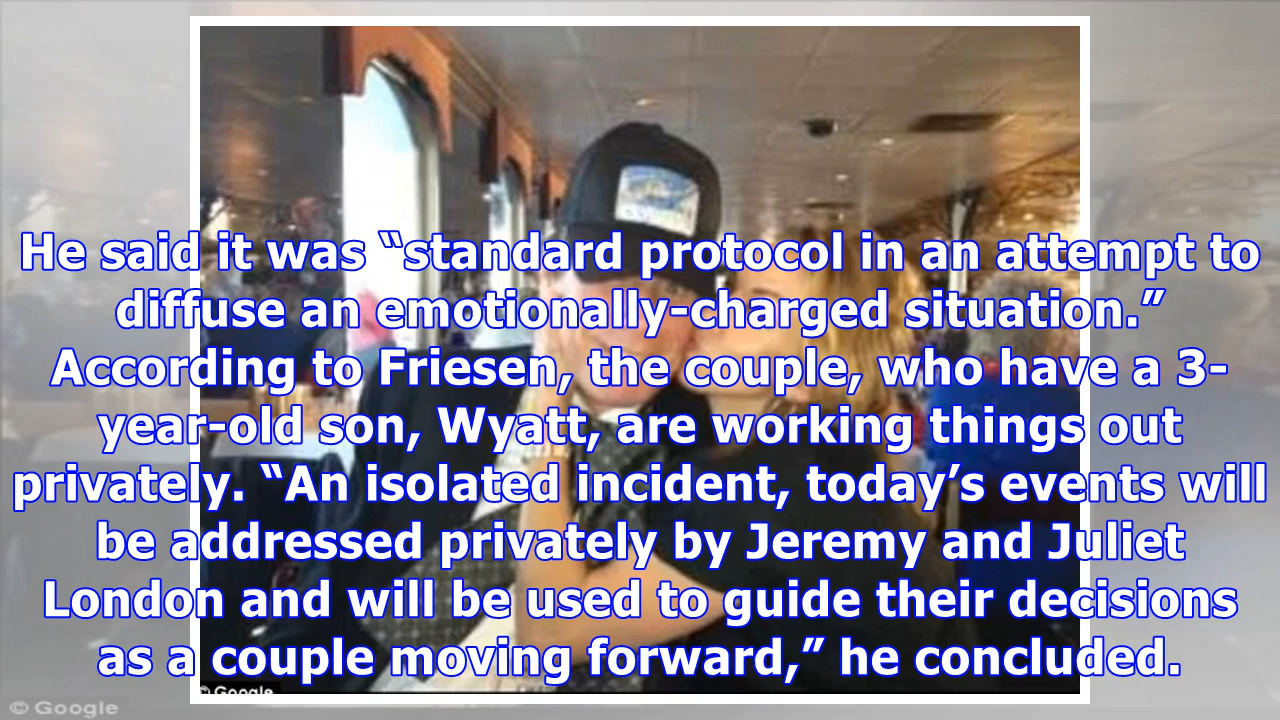 He said it was “standard protocol in an attempt to
diffuse an emotionally-charged situation.”
According to Friesen, the couple, who have a 3-
year-old son, Wyatt, are working things out
privately. “An isolated incident, today’s events will
be addressed privately by Jeremy and Juliet
London and will be used to guide their decisions
as a couple moving forward,” he concluded.
© Google
© Google